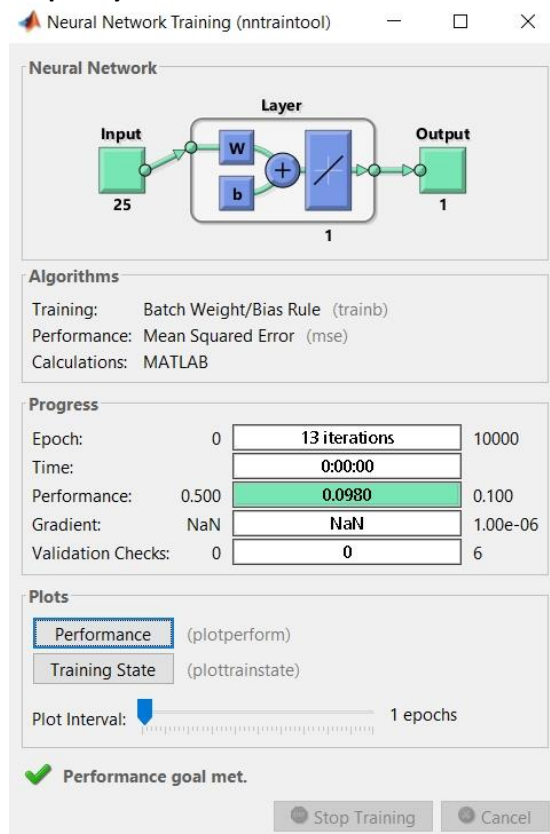 Neural Network Training (nntraintool)
Neural Network
Layer
Input
W
Output
b
25
1
1
Algorithms
Training: Batch Weight/Bias Rule (trainb)
Performance: Mean Squared Error (mse)
Calculations: MATLAB
Progress
Epoch: 0 13 iterations 10000
Time: 0:00:00
Performance: 0.500 0.0980 0.100
Gradient: NaN NaN 1.00e-06
Validation Checks: 0 0 6
Plots
Performance (plotperform)
Training State (plottrainstate)
Plot Interval: 1 epochs
Performance goal met.
Stop Training Cancel